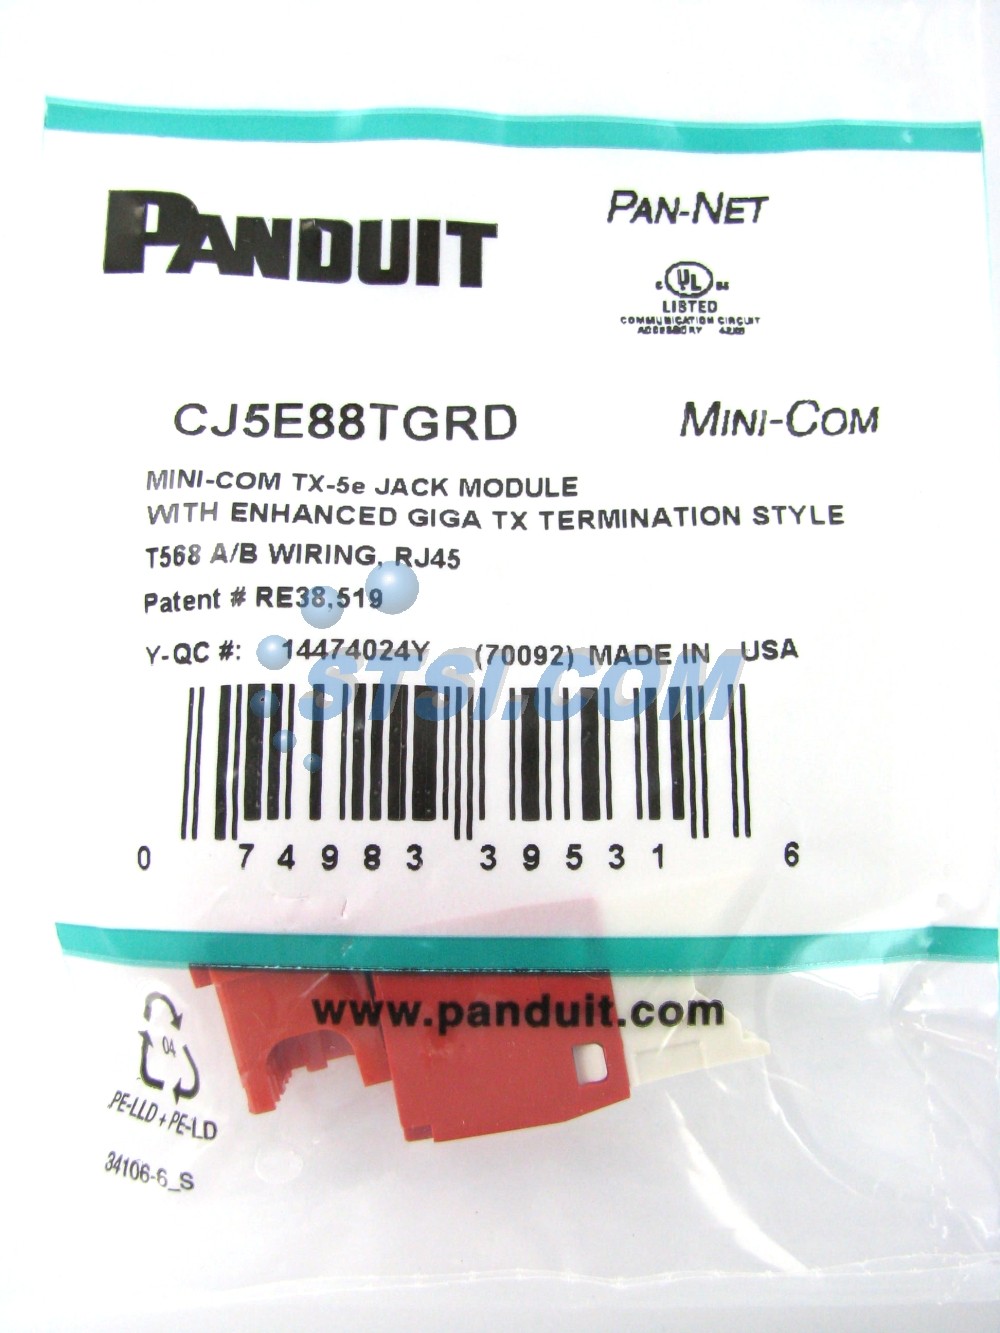 PANDUIT
PAN-NET
UL
LISTED
COMMUNICATION CIRCUIT
ACCESSORY
CJ5E88TGRD
MINI-COM
MINI-COM TX-5e JACK MODULE
WITH ENHANCED GIGA TX TERMINATION STYLE
T568 A/B WIRING, RJ45
Patent # RE38,519
Y-QC #: 14474024Y (70092) MADE IN USA
STSI.COM
0 74983 39531 6
www.panduit.com
04
PE-LLD + PE-LD
34106-6_S